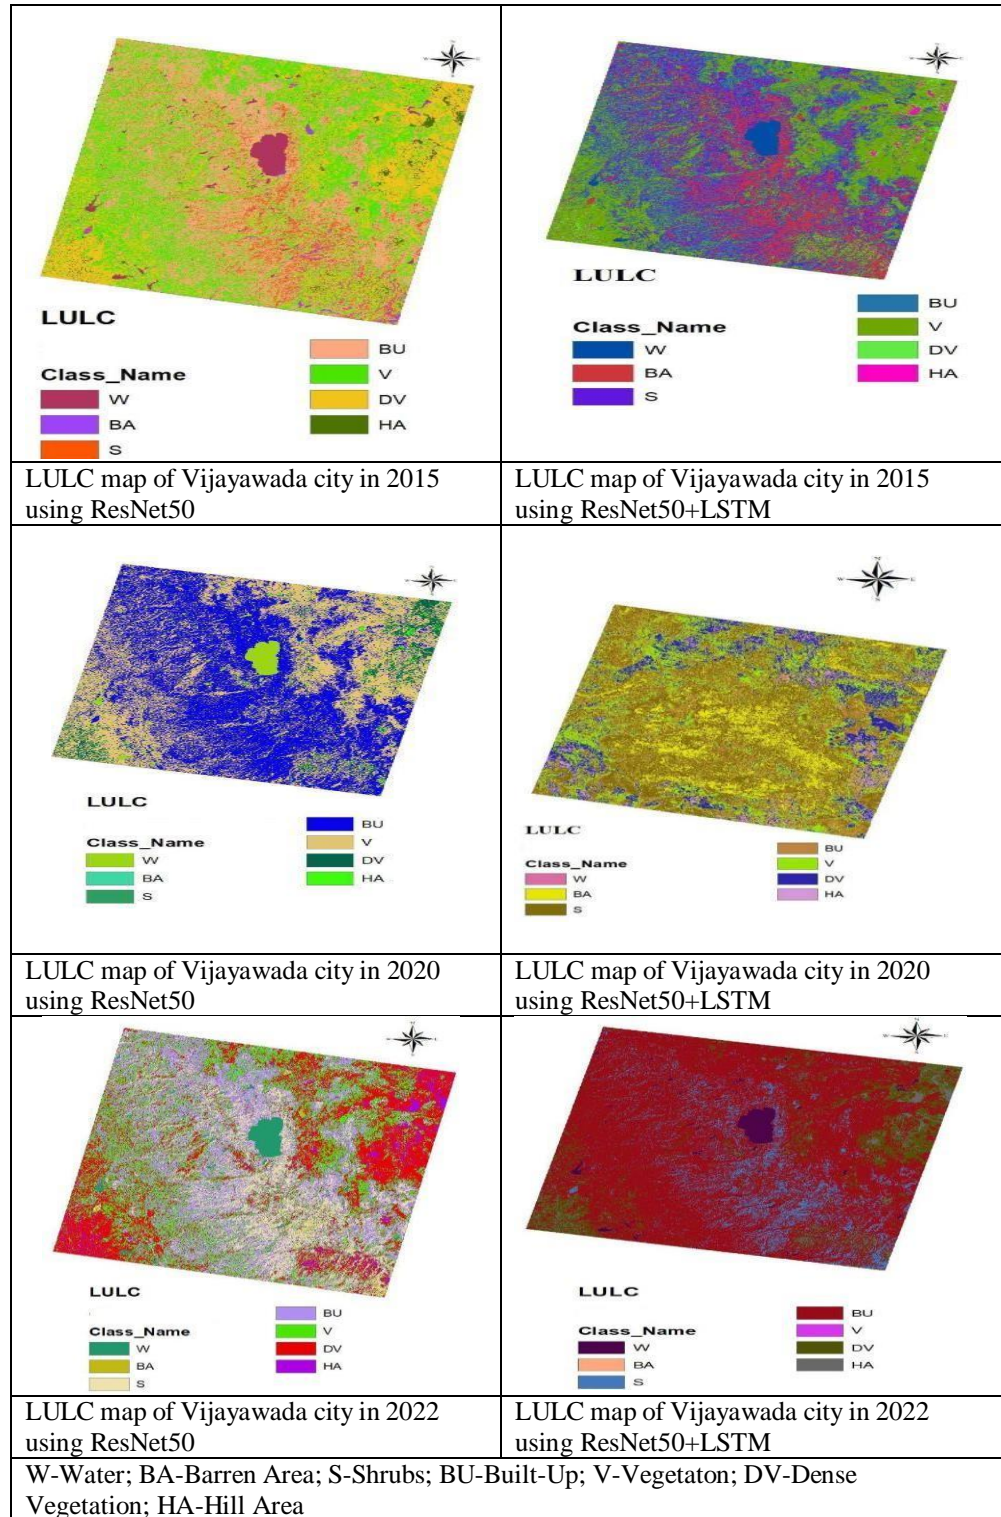 LULC
Class_Name
W
BA
S
BU
V
DV
HA
LULC map of Vijayawada city in 2015
using ResNet50
LULC
Class_Name
W
BA
S
BU
V
DV
HA
LULC map of Vijayawada city in 2015
using ResNet50+LSTM
LULC
Class_Name
W
BA
S
BU
V
DV
HA
LULC map of Vijayawada city in 2020
using ResNet50
LULC
Class_Name
W
BA
S
BU
V
DV
HA
LULC map of Vijayawada city in 2020
using ResNet50+LSTM
LULC
Class_Name
W
BA
S
BU
V
DV
HA
LULC map of Vijayawada city in 2022
using ResNet50
LULC
Class_Name
W
BA
S
BU
V
DV
HA
LULC map of Vijayawada city in 2022
using ResNet50+LSTM
W-Water; BA-Barren Area; S-Shrubs; BU-Built-Up; V-Vegetaton; DV-Dense
Vegetation; HA-Hill Area